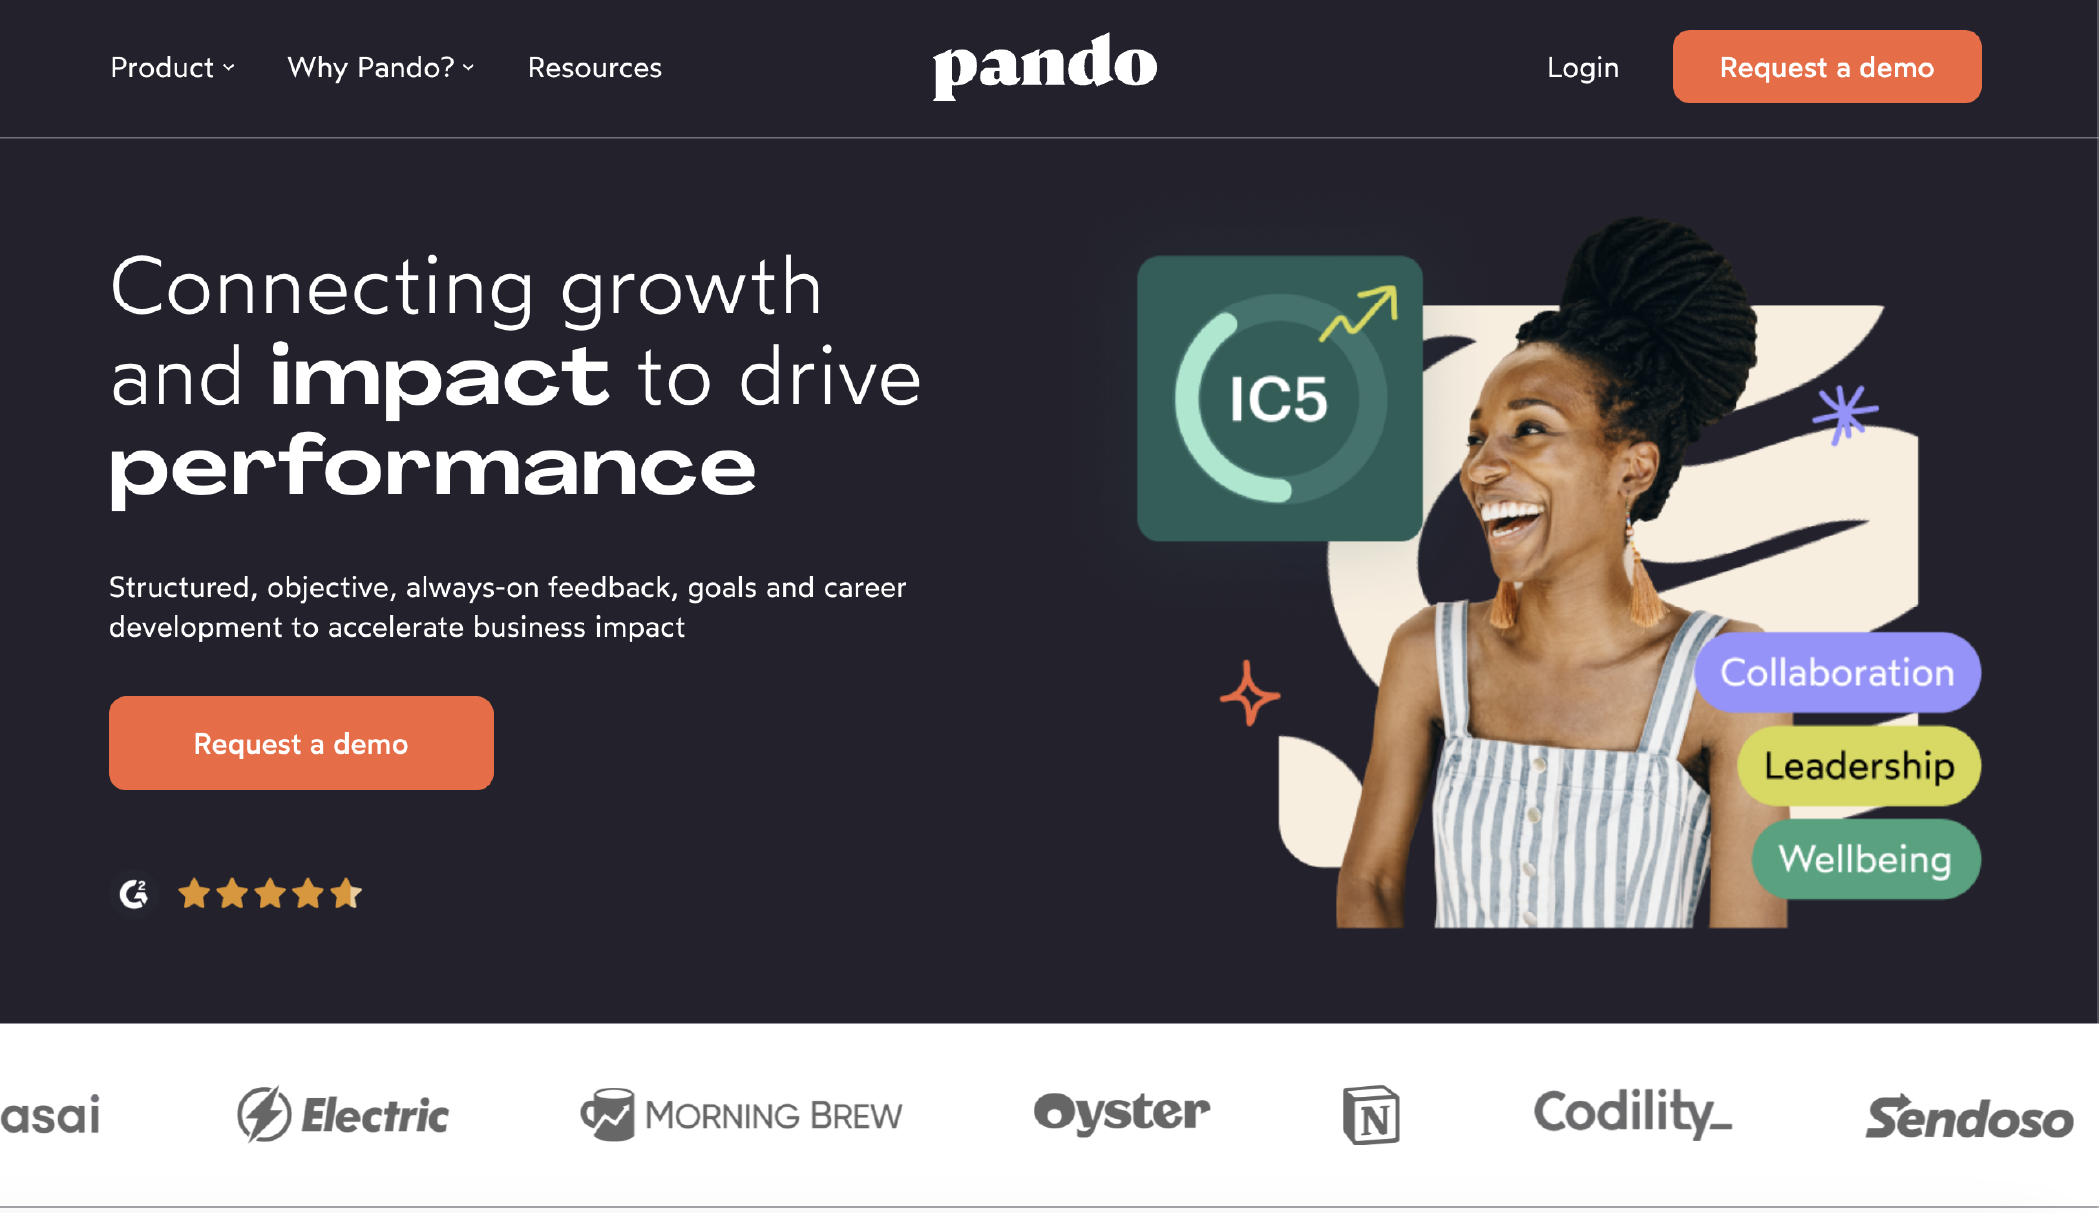 Product
Why Pando?
Resources
pando
Login
Request a demo
Connecting growth
and impact to drive
performance
Structured, objective, always-on feedback, goals and career
development to accelerate business impact
Request a demo
G2
IC5
Collaboration
Leadership
Wellbeing
asai
Electric
MORNING BREW
Oyster
N
Codility_
Sendoso